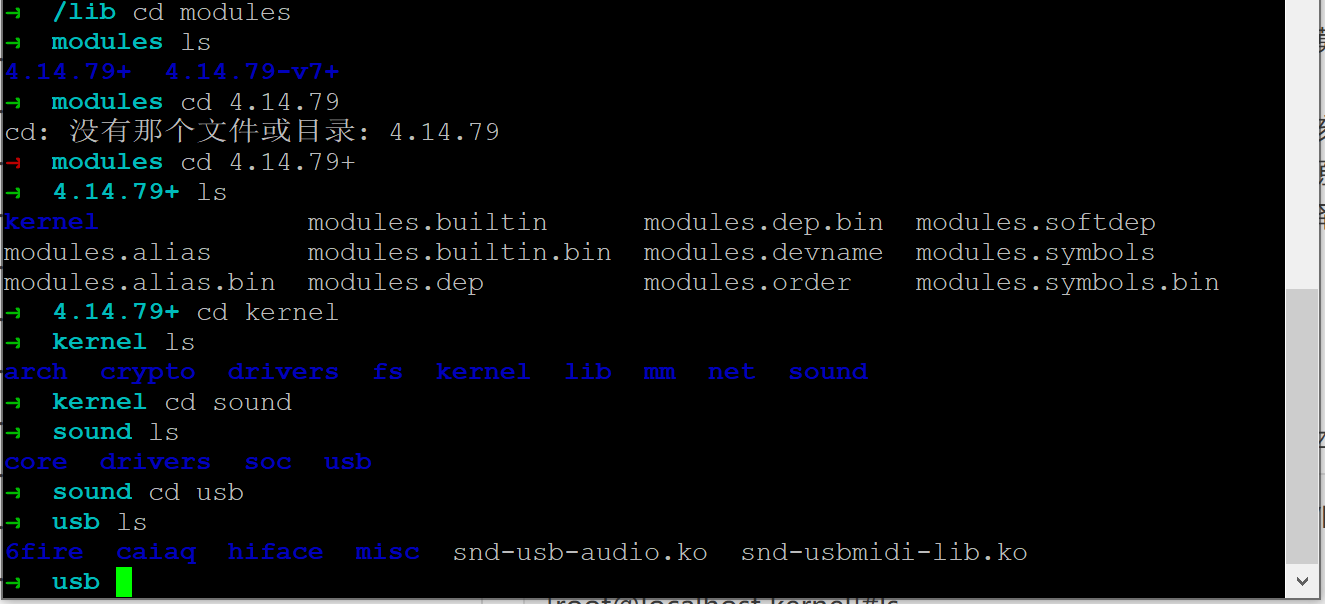 → /lib cd modules
→ modules ls
4.14.79+ 4.14.79-v7+
→ modules cd 4.14.79
cd: 没有那个文件或目录: 4.14.79
→ modules cd 4.14.79+
→ 4.14.79+ ls
kernel modules.builtin modules.dep.bin modules.softdep
modules.alias modules.builtin.bin modules.devname modules.symbols
modules.alias.bin modules.dep modules.order modules.symbols.bin
→ 4.14.79+ cd kernel
→ kernel ls
arch crypto drivers fs kernel lib mm net sound
→ kernel cd sound
→ sound ls
core drivers soc usb
→ sound cd usb
→ usb ls
6fire caiaq hiface misc snd-usb-audio.ko snd-usbmidi-lib.ko
→ usb
[root@localhost kernel]#ls